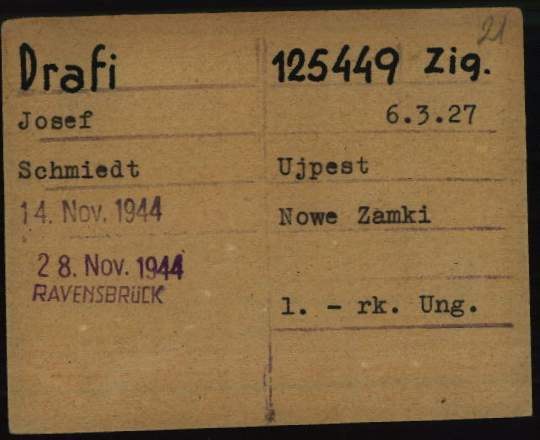 21
Drafi
125449 Zig.
Josef
6.3.27
Schmiedt
Ujpest
14. Nov. 1944
Nowe Zamki
28. Nov. 1944
RAVENSBRÜCK
l. - rk. Ung.